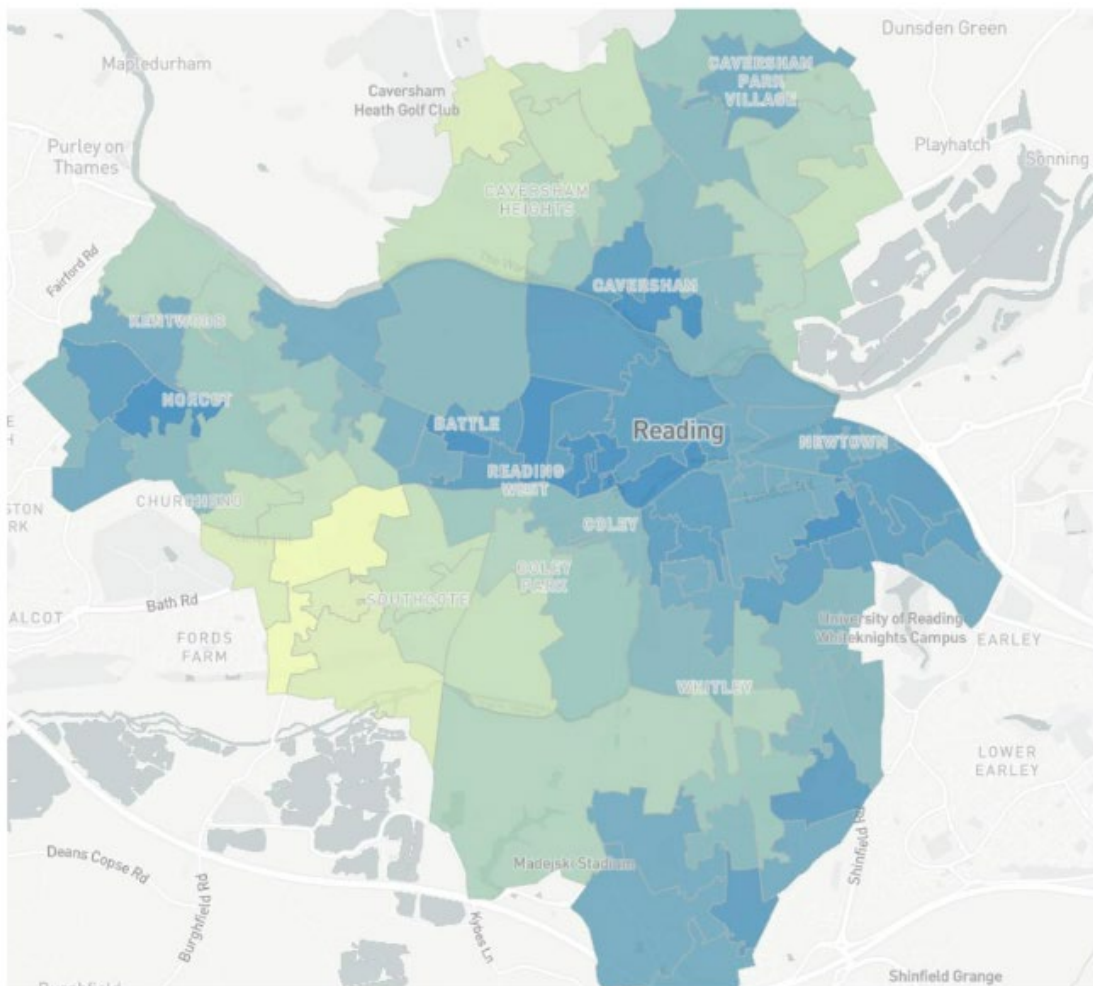 Dunsden Green
Mapledurham
CAVERSHAM
PARK
VILLAGE
Caversham
Heath Golf Club
Purley on
Thames
Playhatch
Sonning
CAVERSHAM
HEIGHTS
Fairford Rd
CAVERSHAM
KENTWOOD
NORCOT
BATTLE
Reading
NEWTOWN
READING
WEST
CHURCHEND
COLEY
COLEY
PARK
SOUTHCOTE
Bath Rd
ALCOT
FORDS
FARM
University of Reading
Whiteknights Campus
EARLEY
WHITLEY
LOWER
EARLEY
Deans Copse Rd
Burghfield Rd
Madejski Stadium
Kybes Ln
Shinfield Rd
Shinfield Grange